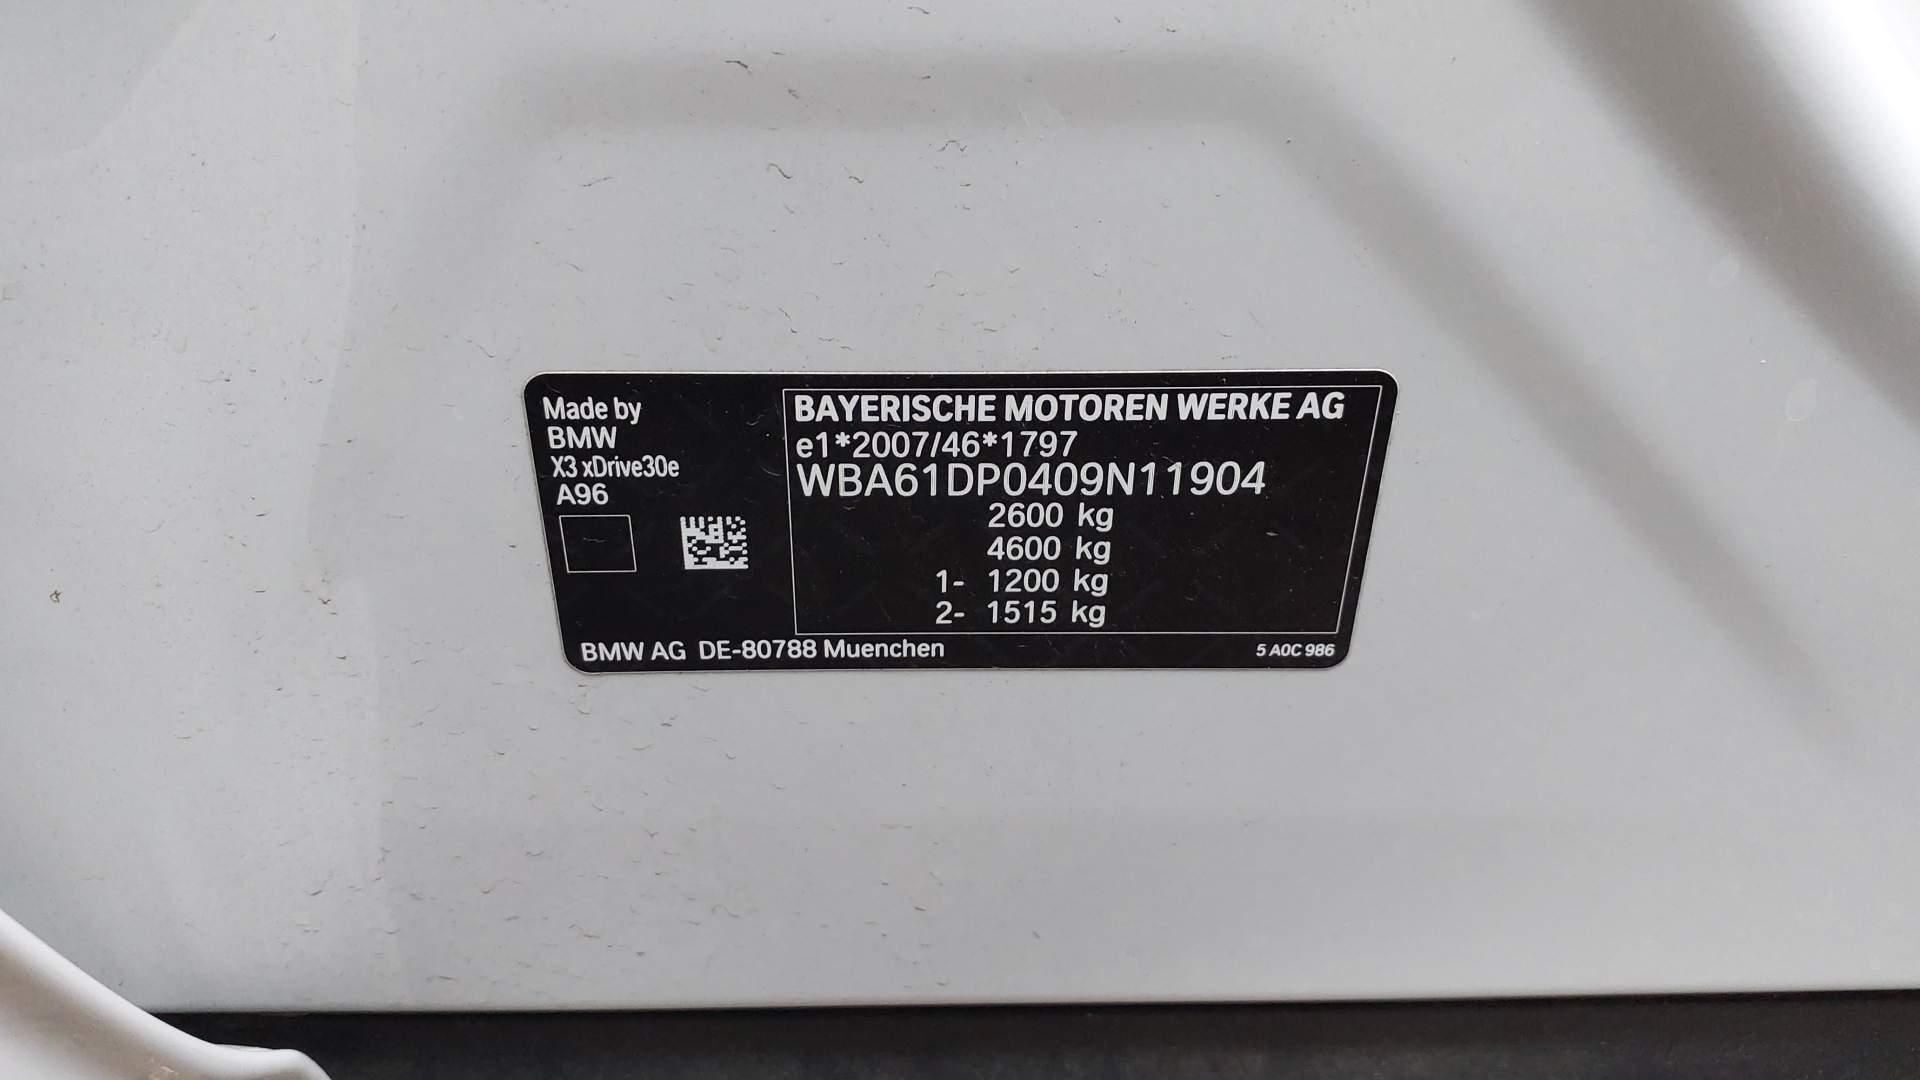 Made by
BMW
X3 xDrive30e
A96
BAYERISCHE MOTOREN WERKE AG
e1*2007/46*1797
WBA61DP0409N11904
2600 kg
4600 kg
1- 1200 kg
2- 1515 kg
BMW AG DE-80788 Muenchen
5 A0C 986